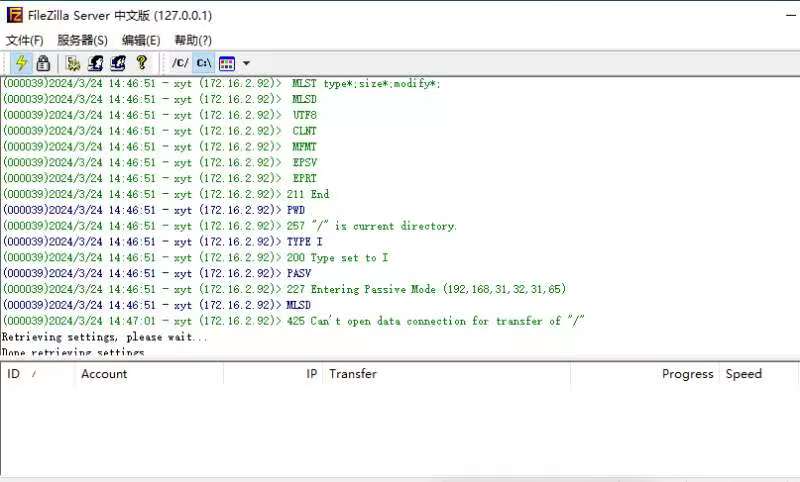 FileZilla Server 中文版 (127.0.0.1)
文件(F) 服务器(S) 编辑(E) 帮助(?)
/C/ C:\
(000039)2024/3/24 14:46:51 - xyt (172.16.2.92)> MLST type*;size*;modify*;
(000039)2024/3/24 14:46:51 - xyt (172.16.2.92)> MLSD
(000039)2024/3/24 14:46:51 - xyt (172.16.2.92)> UTF8
(000039)2024/3/24 14:46:51 - xyt (172.16.2.92)> CLNT
(000039)2024/3/24 14:46:51 - xyt (172.16.2.92)> MFMT
(000039)2024/3/24 14:46:51 - xyt (172.16.2.92)> EPSV
(000039)2024/3/24 14:46:51 - xyt (172.16.2.92)> EPRT
(000039)2024/3/24 14:46:51 - xyt (172.16.2.92)> 211 End
(000039)2024/3/24 14:46:51 - xyt (172.16.2.92)> PWD
(000039)2024/3/24 14:46:51 - xyt (172.16.2.92)> 257 "/" is current directory.
(000039)2024/3/24 14:46:51 - xyt (172.16.2.92)> TYPE I
(000039)2024/3/24 14:46:51 - xyt (172.16.2.92)> 200 Type set to I
(000039)2024/3/24 14:46:51 - xyt (172.16.2.92)> PASV
(000039)2024/3/24 14:46:51 - xyt (172.16.2.92)> 227 Entering Passive Mode (192,168,31,32,31,65)
(000039)2024/3/24 14:46:51 - xyt (172.16.2.92)> MLSD
(000039)2024/3/24 14:47:01 - xyt (172.16.2.92)> 425 Can't open data connection for transfer of "/"
Retrieving settings, please wait...
Done retrieving settings
ID / Account IP Transfer Progress Speed